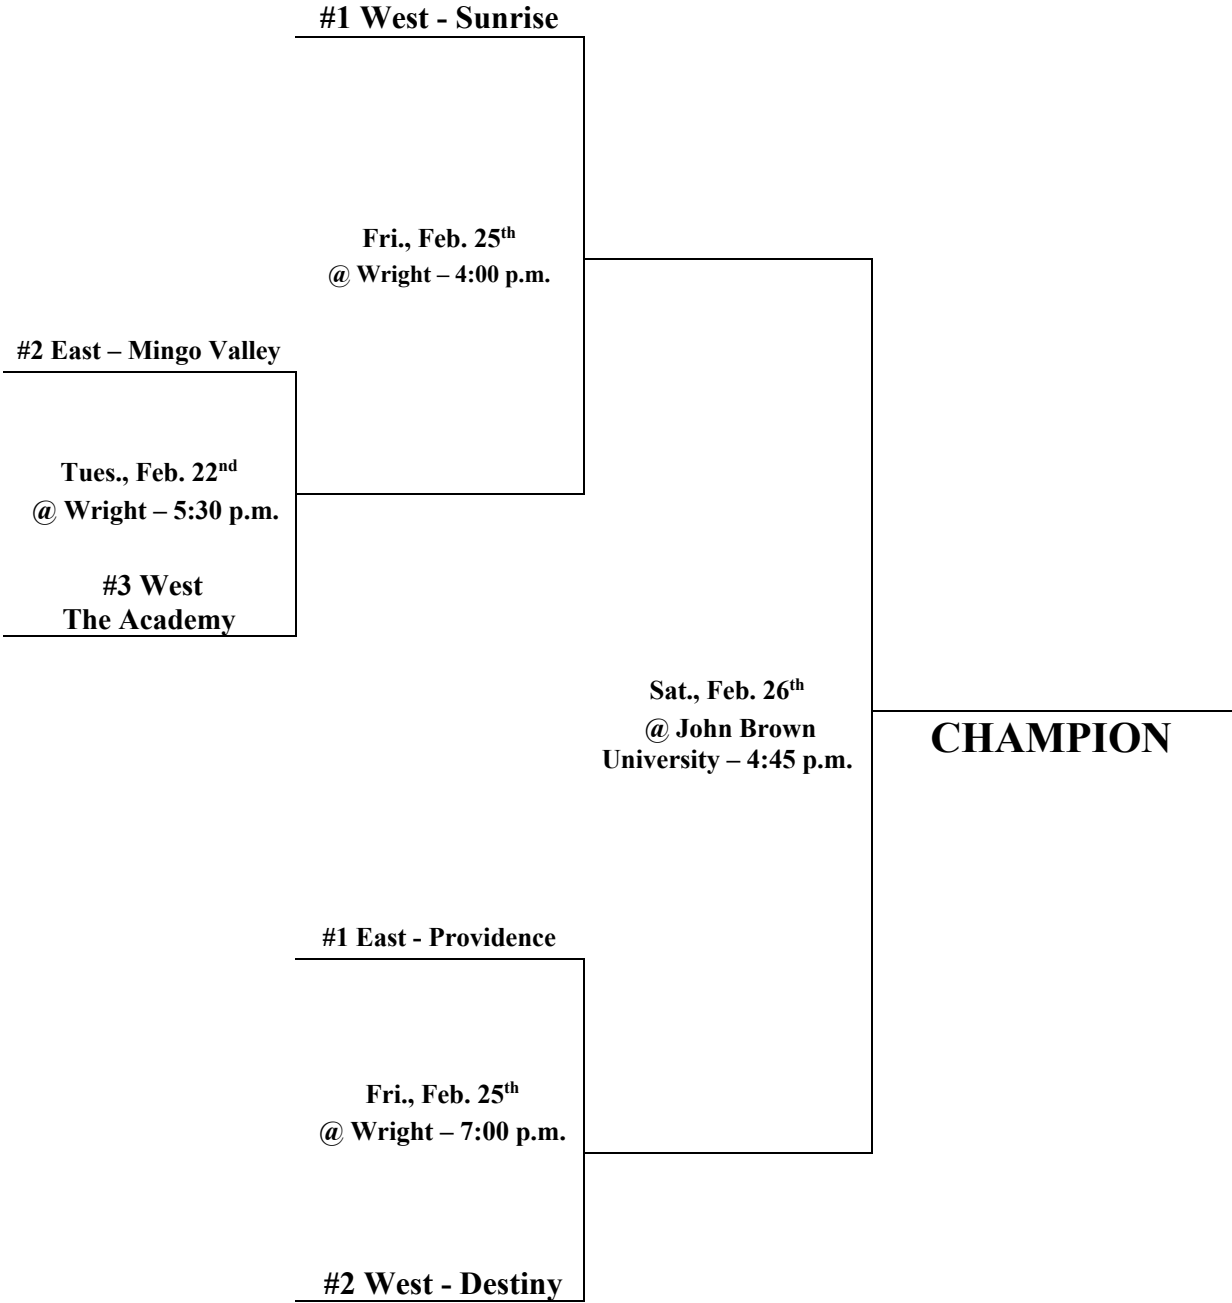 #1 West - Sunrise
Fri., Feb. 25th
@ Wright – 4:00 p.m.
#2 East – Mingo Valley
Tues., Feb. 22nd
@ Wright – 5:30 p.m.
#3 West
The Academy
Sat., Feb. 26th
@ John Brown
University – 4:45 p.m.
CHAMPION
#1 East - Providence
Fri., Feb. 25th
@ Wright – 7:00 p.m.
#2 West - Destiny